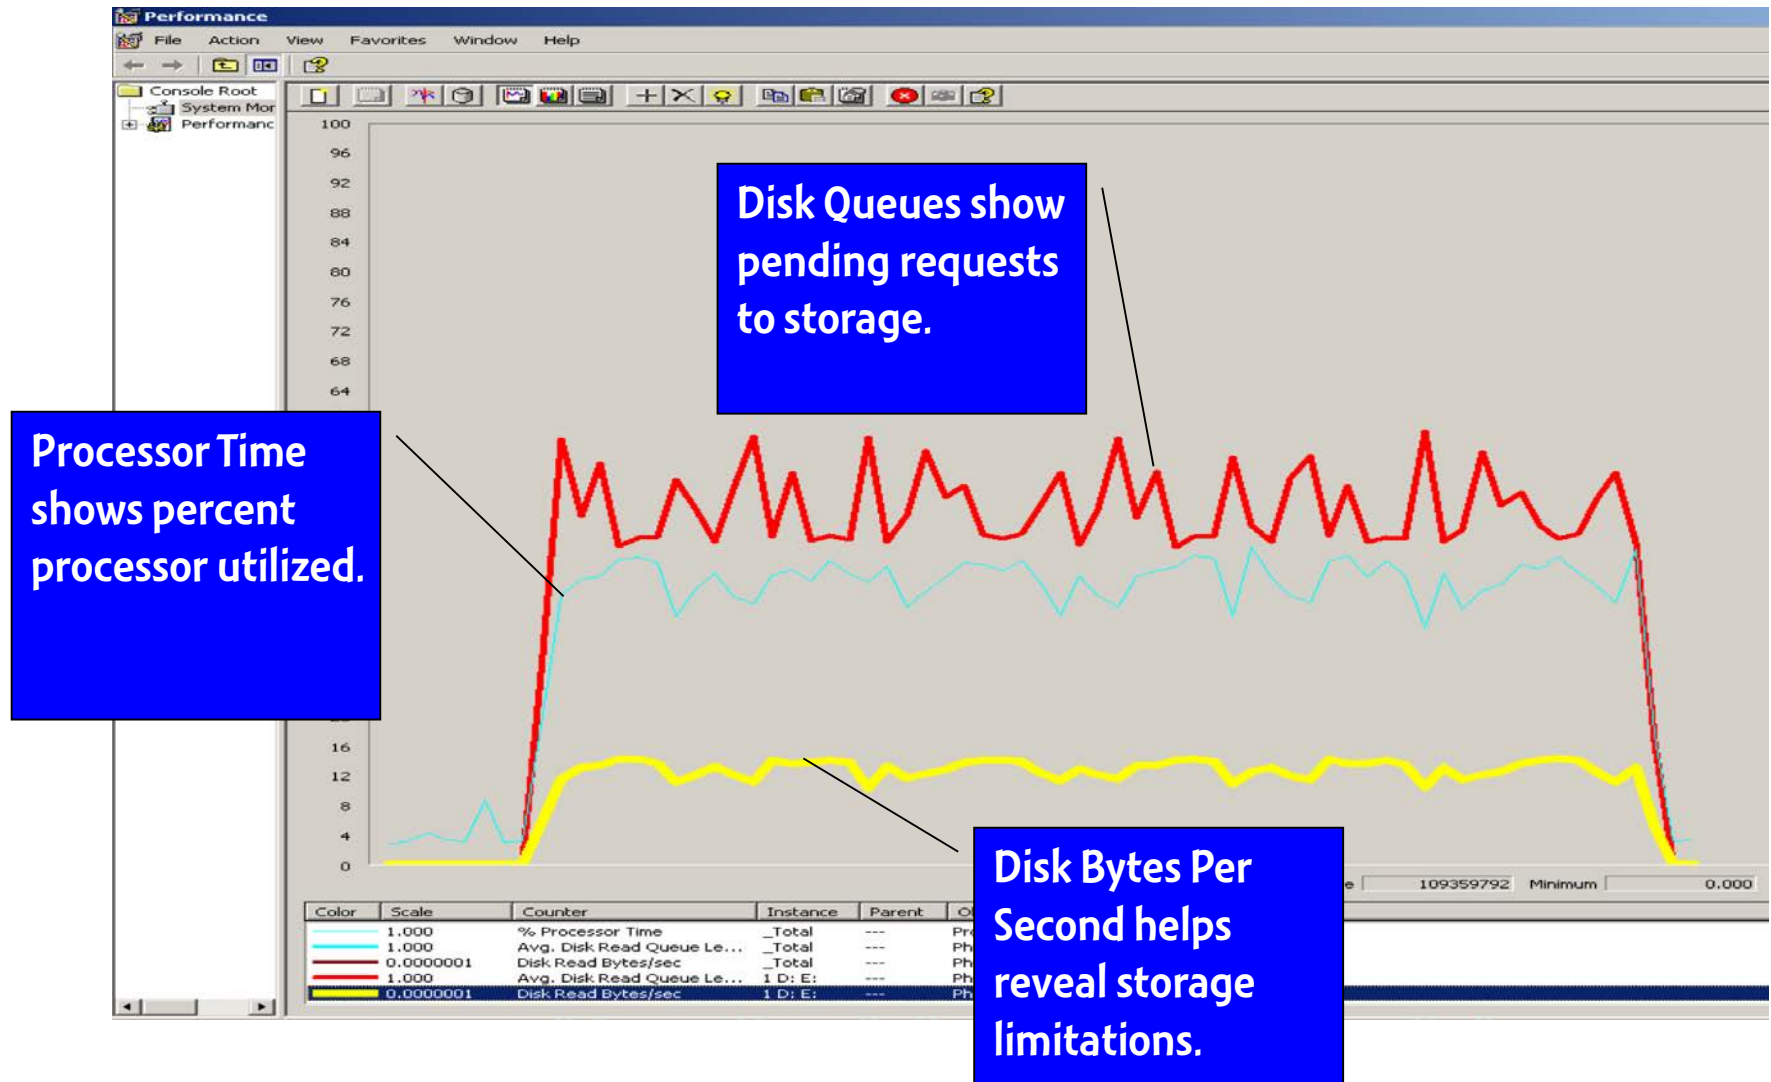 Performance
File Action View Favorites Window Help
Console Root
System Mor
Performanc
100
96
92
88
84
80
76
72
68
64
16
12
8
4
0
Disk Queues show
pending requests
to storage.
Processor Time
shows percent
processor utilized.
Disk Bytes Per
Second helps
reveal storage
limitations.
109359792 Minimum 0.000
Color Scale Counter Instance Parent
1.000 % Processor Time _Total ---
1.000 Avg. Disk Read Queue Le... _Total ---
0.0000001 Disk Read Bytes/sec _Total ---
1.000 Avg. Disk Read Queue Le... 1 D: E: ---
0.0000001 Disk Read Bytes/sec 1 D: E: ---